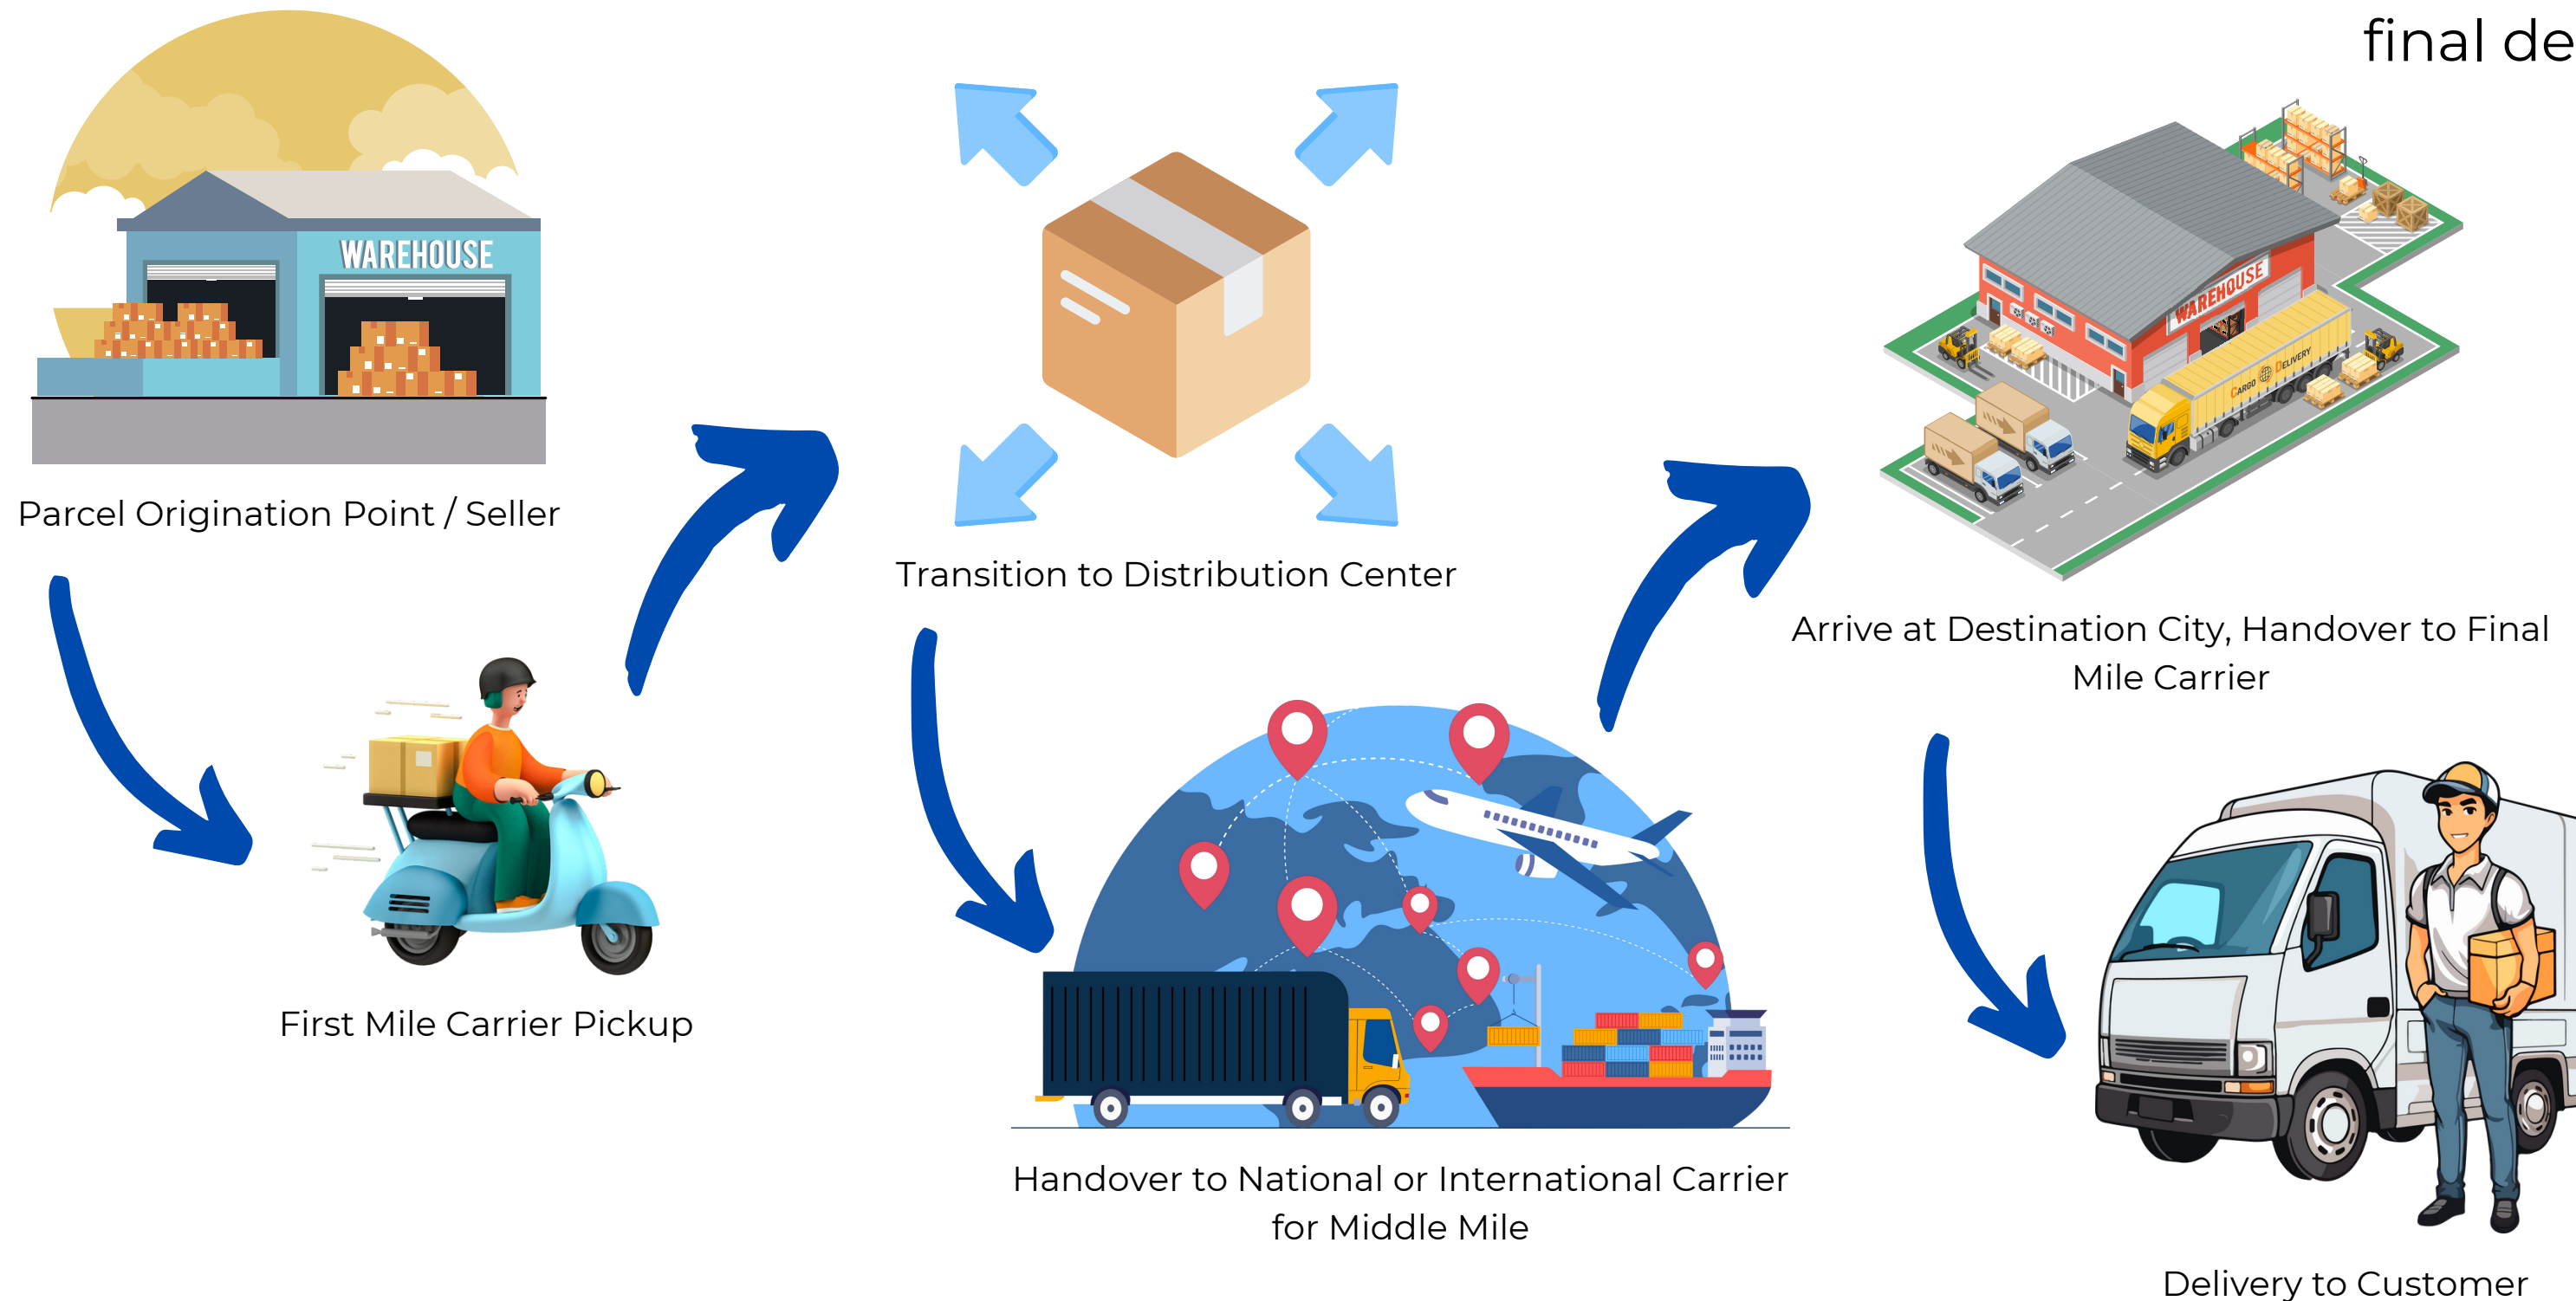 final de
WAREHOUSE
Parcel Origination Point / Seller
First Mile Carrier Pickup
Transition to Distribution Center
Handover to National or International Carrier
for Middle Mile
WAREHOUSE
CARGO DELIVERY
Arrive at Destination City, Handover to Final
Mile Carrier
Delivery to Customer